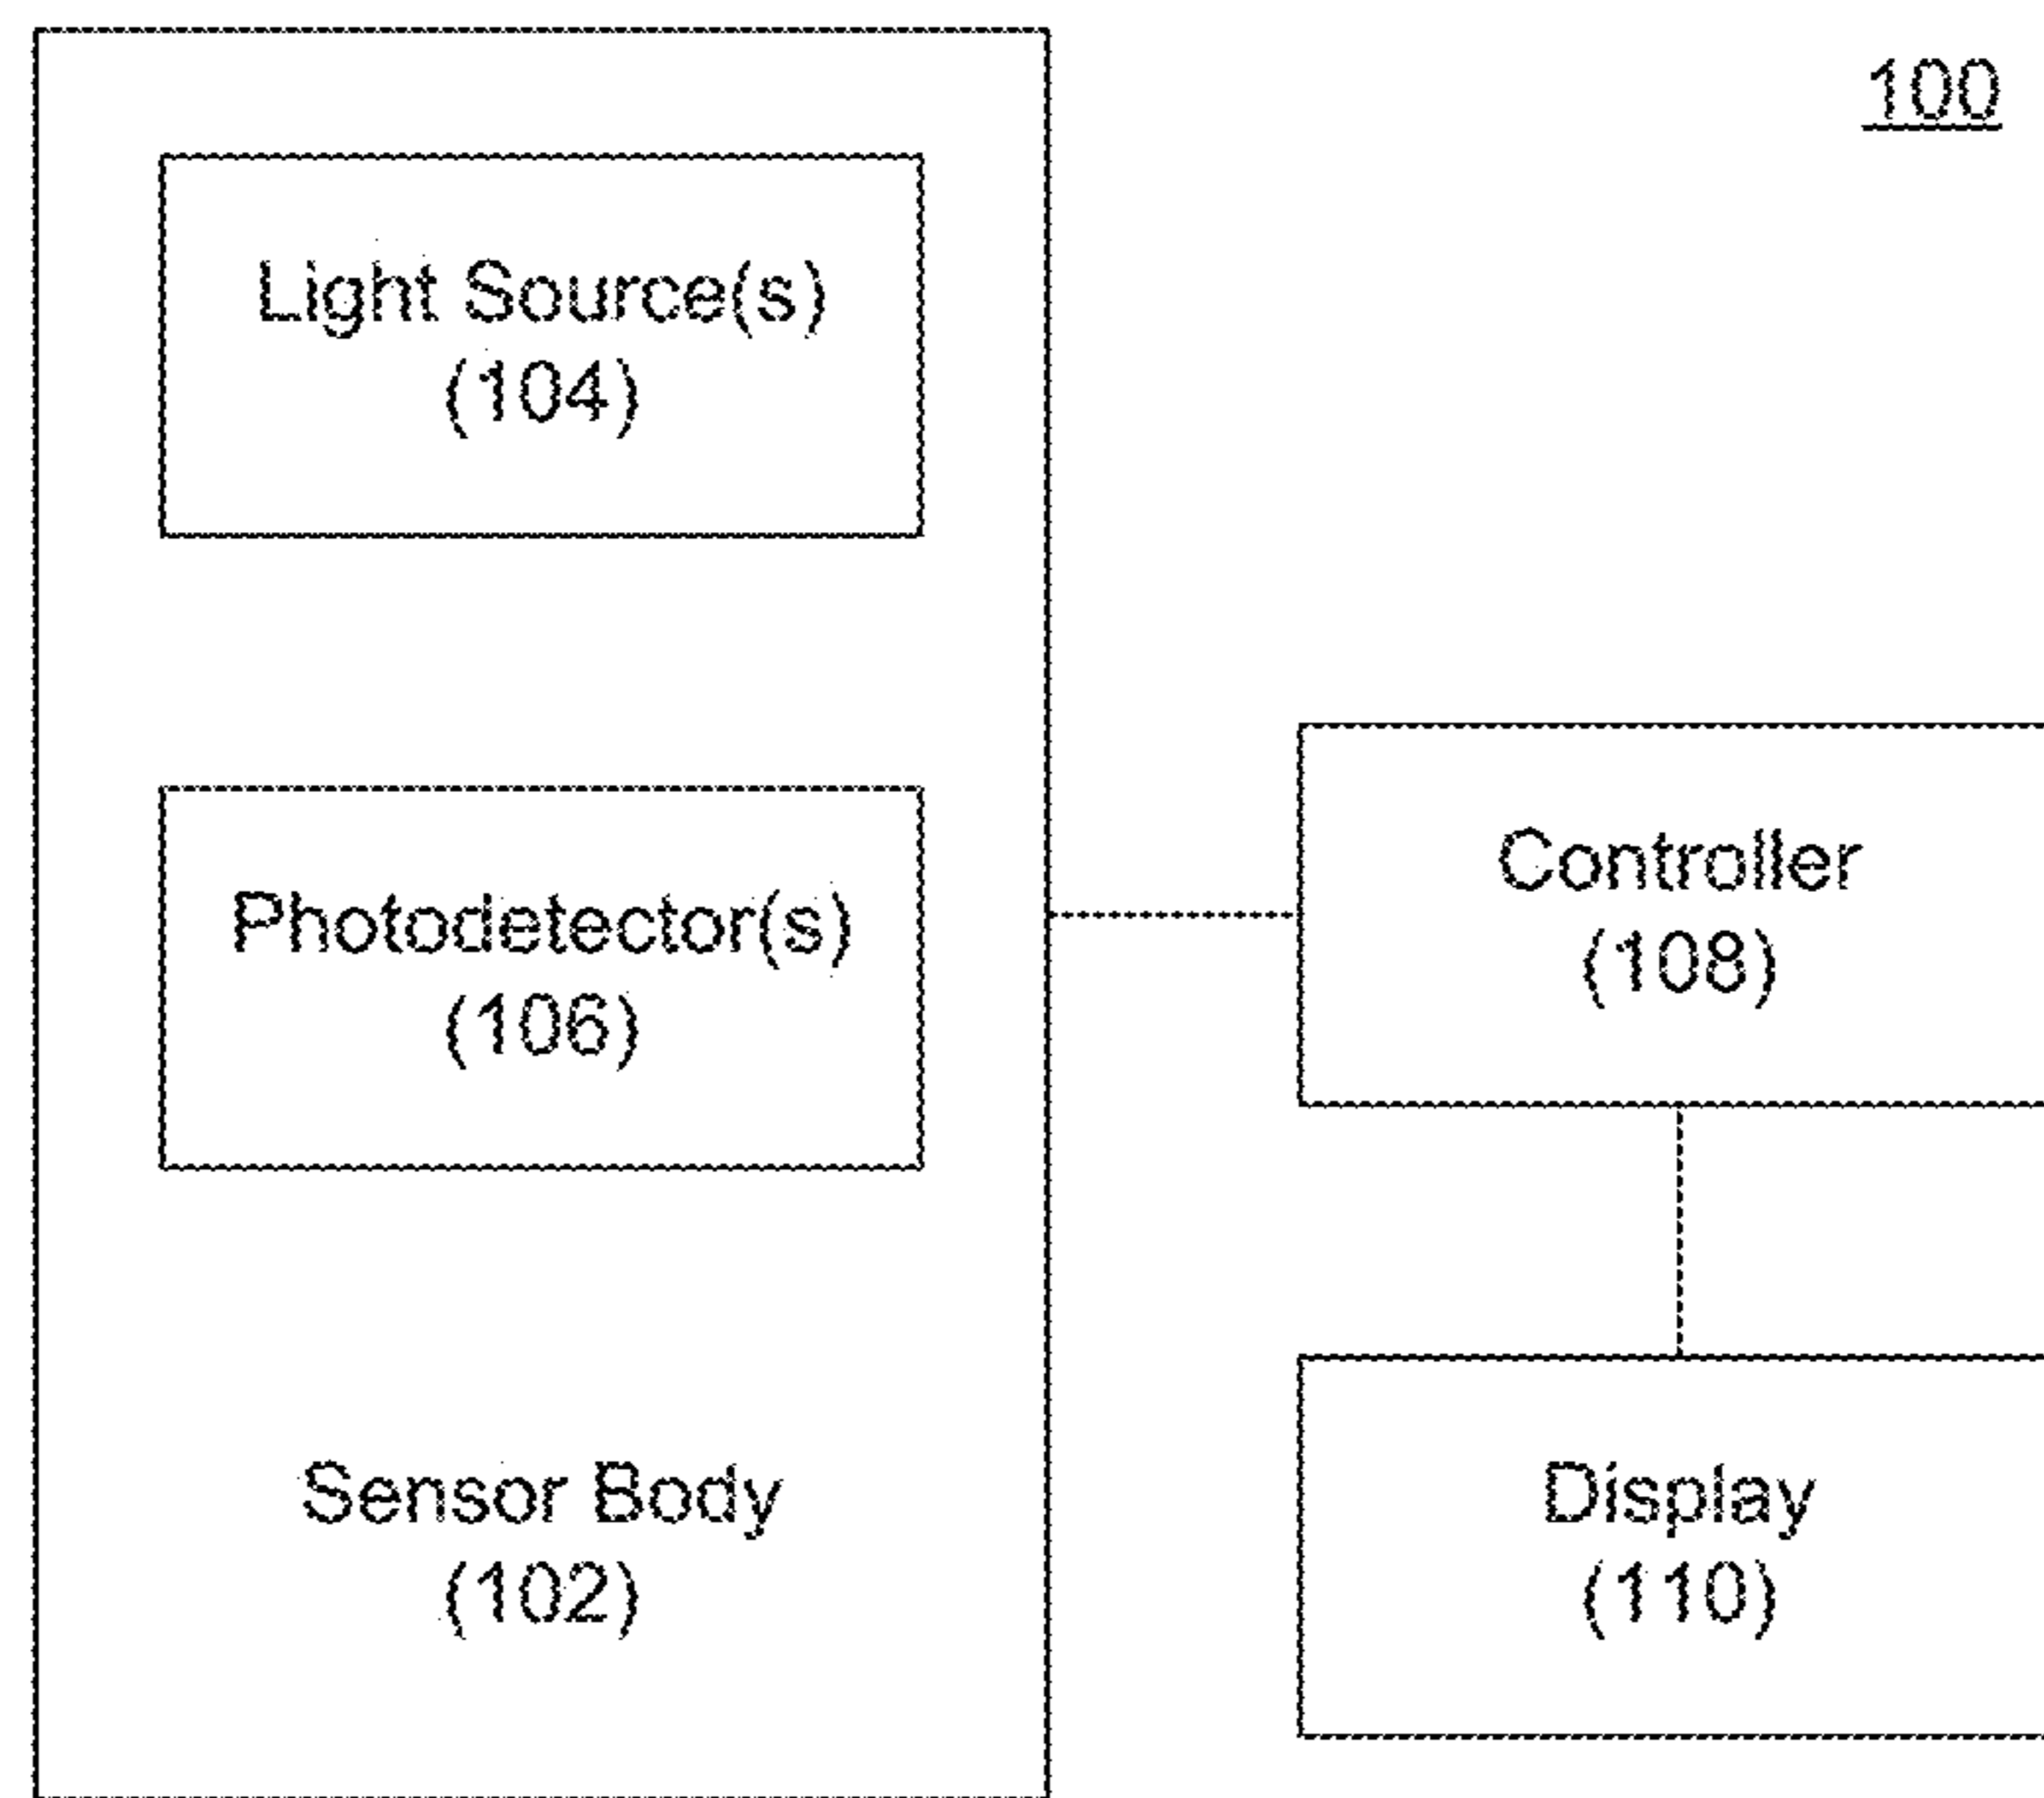 100
Light Source(s)
(104)
Photodetector(s)
(106)
Controller
(108)
Sensor Body
(102)
Display
(110)